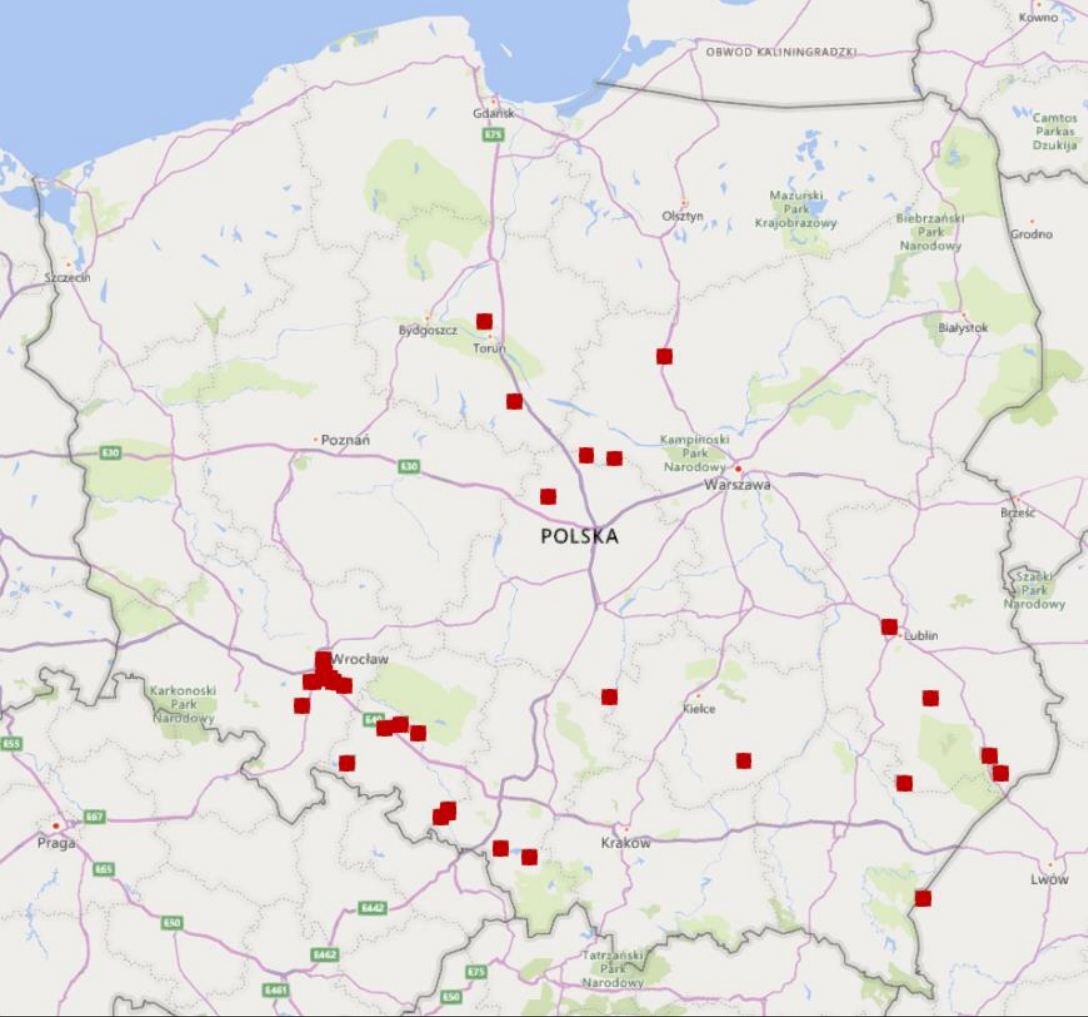 Kowno
OBWÓD KALININGRADZKI
Gdańsk
E75
Camtos
Parkas
Dzukija
Mazurski
Park
Krajobrazowy
Olsztyn
Biebrzański
Park
Narodowy
Grodno
Szczecin
Bydgoszcz
Toruń
Białystok
Poznań
E30
E30
Kampinoski
Park
Narodowy
Warszawa
Brześć
POLSKA
Szacki
Park
Narodowy
Lublin
Wrocław
Karkonoski
Park
Narodowy
Kielce
E55
E67
Praga
Kraków
E65
Lwów
E442
E50
E462
Tatrzański
Park
Narodowy
E75
E461
E50